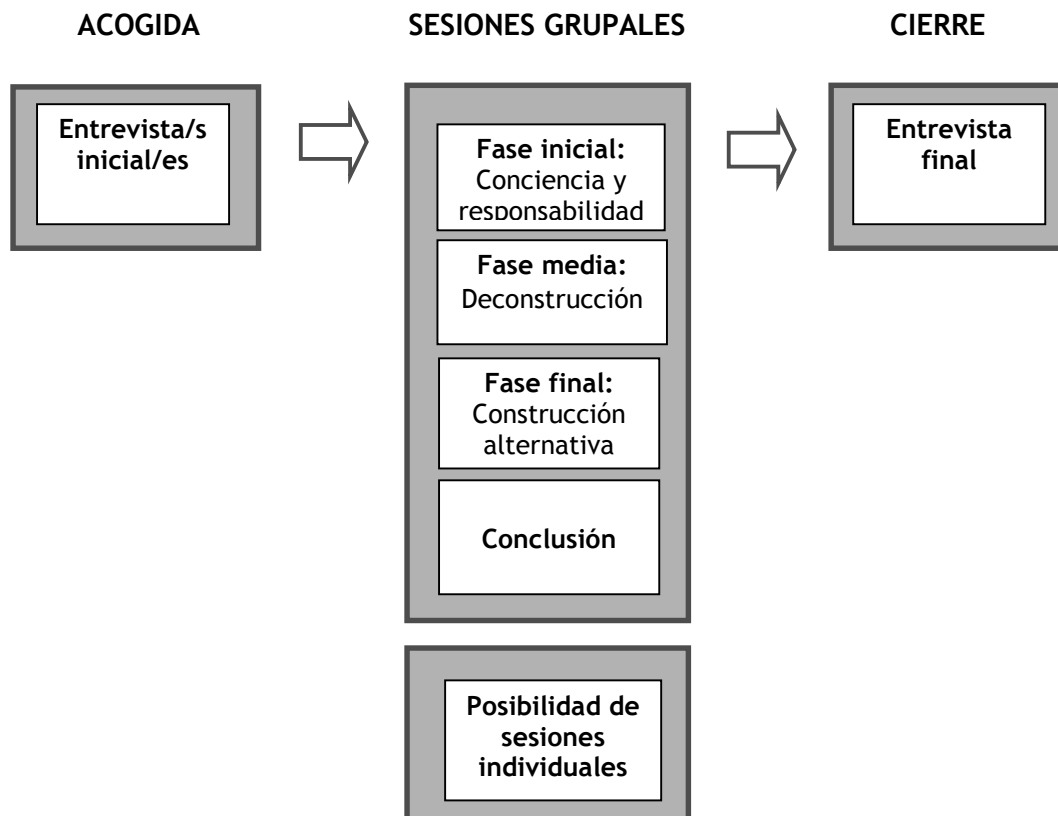 ACOGIDA
SESIONES GRUPALES
CIERRE
Entrevista/s
inicial/es
Fase inicial:
Conciencia y
responsabilidad
Fase media:
Deconstrucción
Fase final:
Construcción
alternativa
Conclusión
Posibilidad de
sesiones
individuales
Entrevista
final